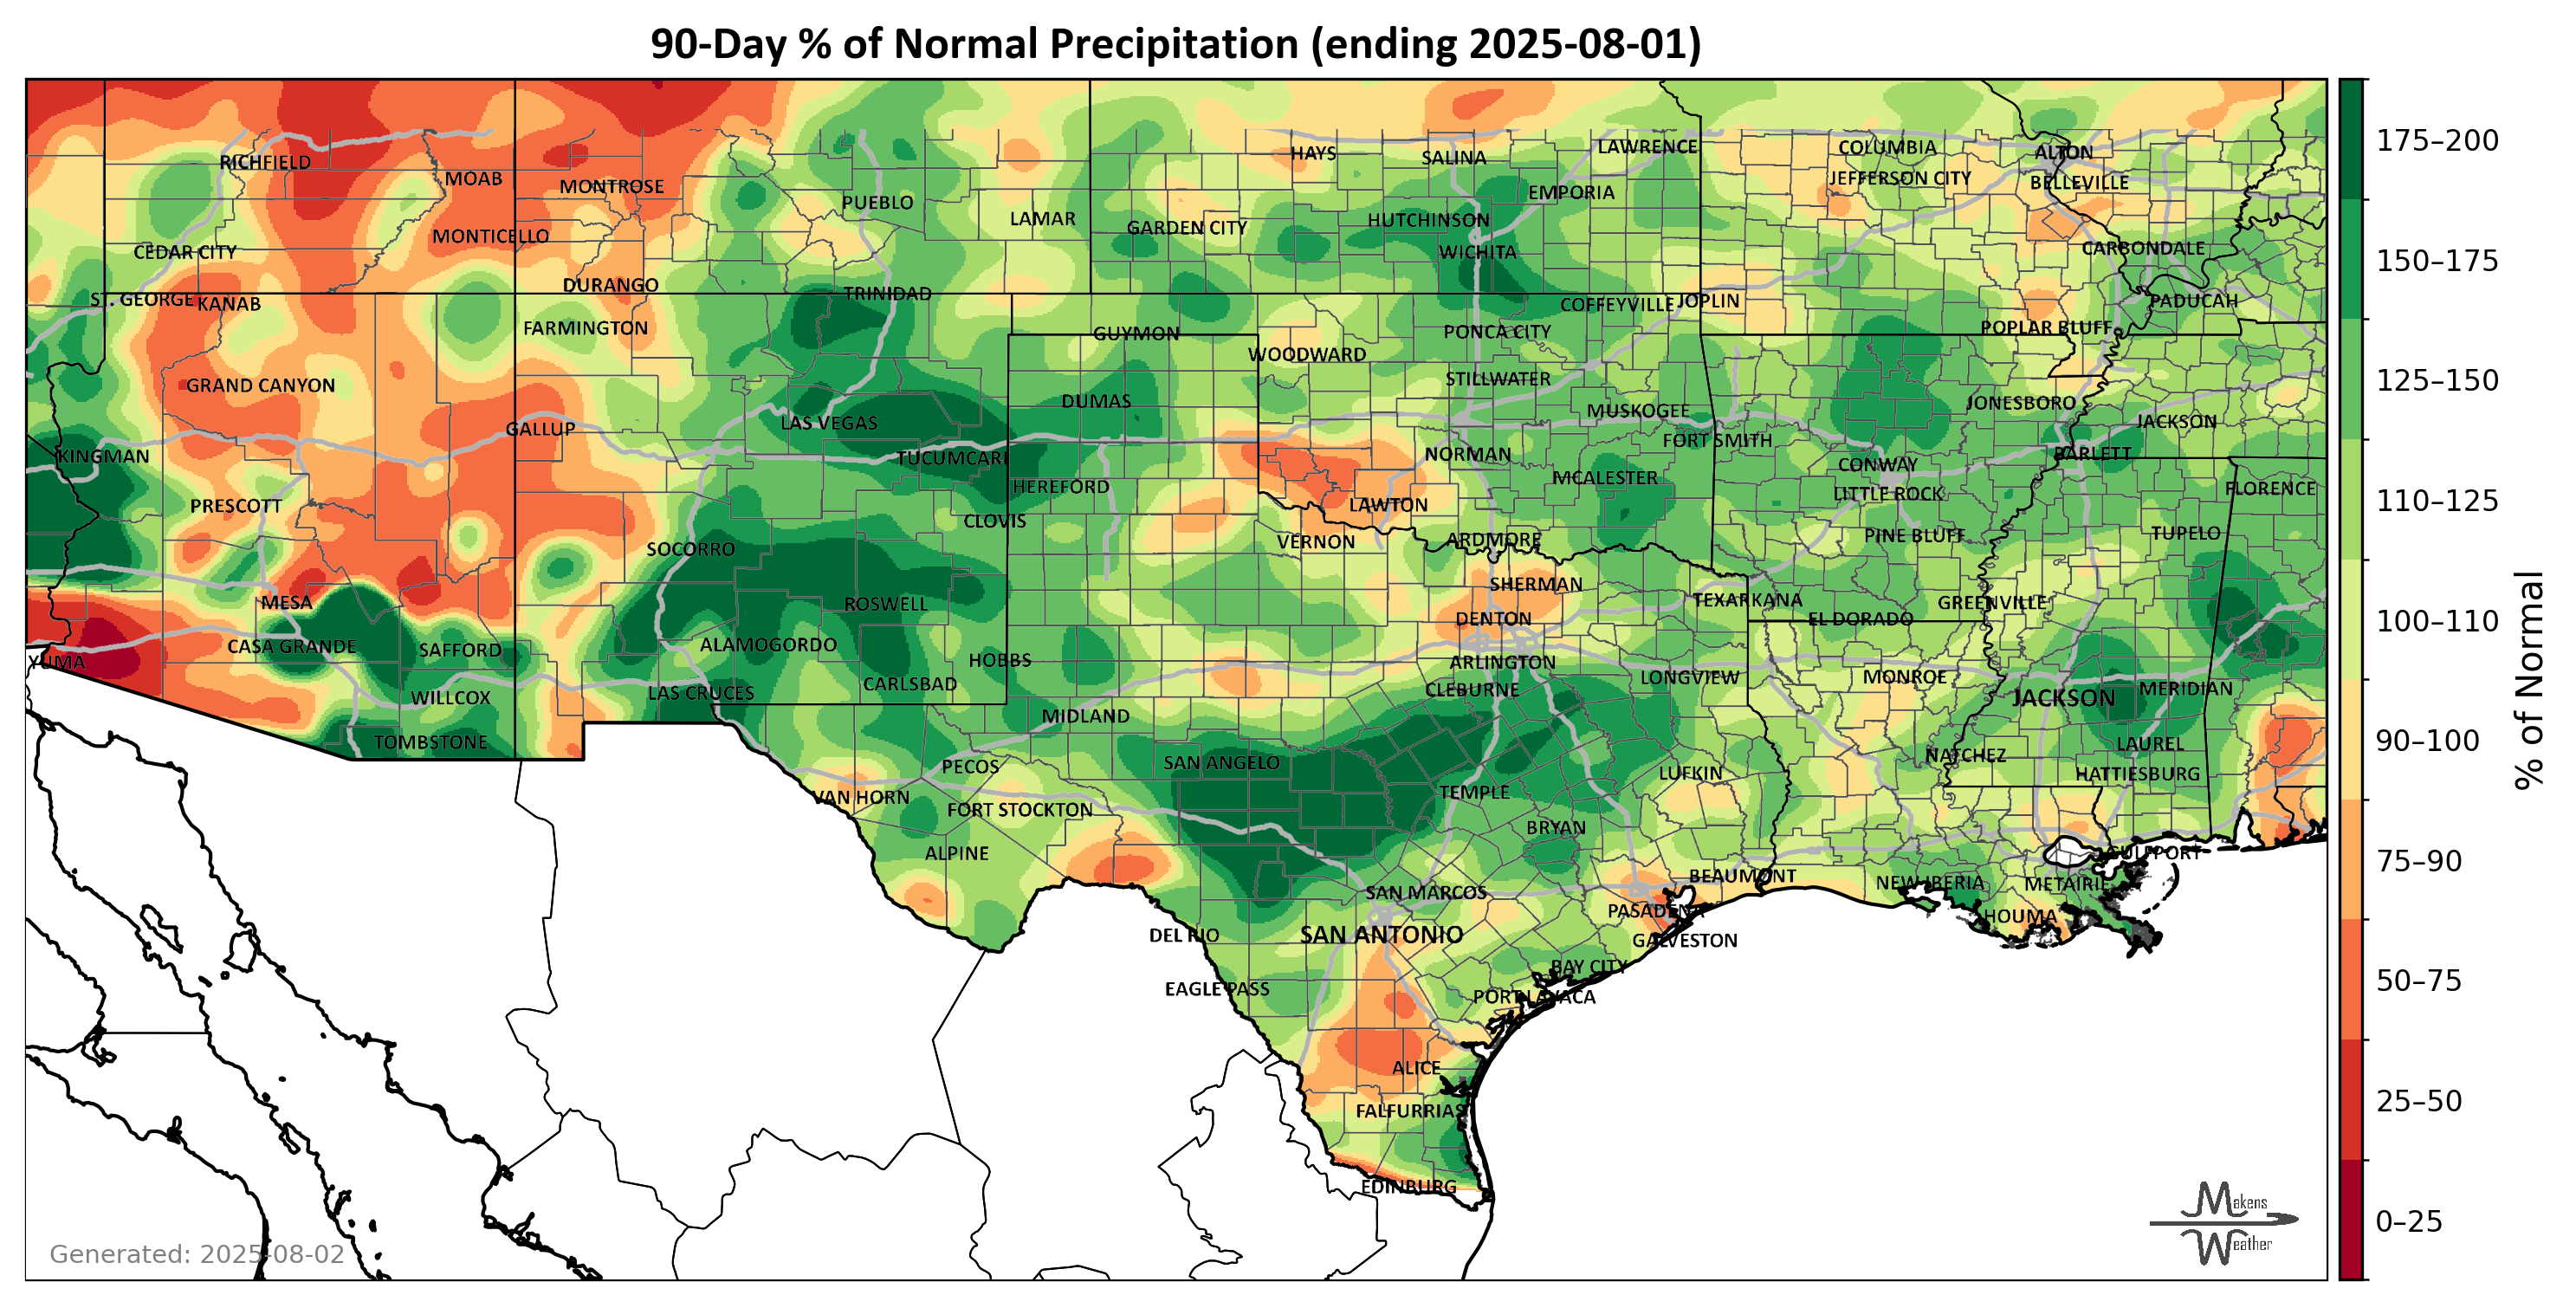 90-Day % of Normal Precipitation (ending 2025-08-01)
RICHFIELD
MOAB
MONTROSE
PUEBLO
LAMAR
HAYS
SALINA
LAWRENCE
COLUMBIA
ALTON
JEFFERSON CITY
BELLEVILLE
EMPORIA
GARDEN CITY
HUTCHINSON
MONTICELLO
CEDAR CITY
WICHITA
CARBONDALE
DURANGO
TRINIDAD
ST. GEORGE
KANAB
COFFEYVILLE
JOPLIN
PADUCAH
FARMINGTON
GUYMON
PONCA CITY
POPLAR BLUFF
WOODWARD
GRAND CANYON
STILLWATER
DUMAS
JONESBORO
MUSKOGEE
LAS VEGAS
JACKSON
GALLUP
FORT SMITH
KINGMAN
TUCUMCARI
NORMAN
BARLETT
CONWAY
HEREFORD
MCALESTER
LITTLE ROCK
FLORENCE
PRESCOTT
LAWTON
CLOVIS
TUPELO
PINE BLUFF
SOCORRO
VERNON
ARDMORE
SHERMAN
MESA
ROSWELL
TEXARKANA
GREENVILLE
DENTON
EL DORADO
CASA GRANDE
SAFFORD
ALAMOGORDO
HOBBS
ARLINGTON
YUMA
LONGVIEW
MONROE
CARLSBAD
CLEBURNE
LAS CRUCES
WILLCOX
JACKSON
MERIDIAN
MIDLAND
TOMBSTONE
LAUREL
NATCHEZ
PECOS
SAN ANGELO
LUFKIN
HATTIESBURG
VAN HORN
FORT STOCKTON
TEMPLE
BRYAN
ALPINE
GULFPORT
BEAUMONT
NEW IBERIA
METAIRIE
SAN MARCOS
PASADENA
HOUMA
DEL RIO
SAN ANTONIO
GALVESTON
BAY CITY
EAGLE PASS
PORT LAVACA
ALICE
FALFURRIAS
EDINBURG
Generated: 2025-08-02
Makens
Weather
175–200
150–175
125–150
110–125
100–110
90–100
75–90
50–75
25–50
0–25
% of Normal